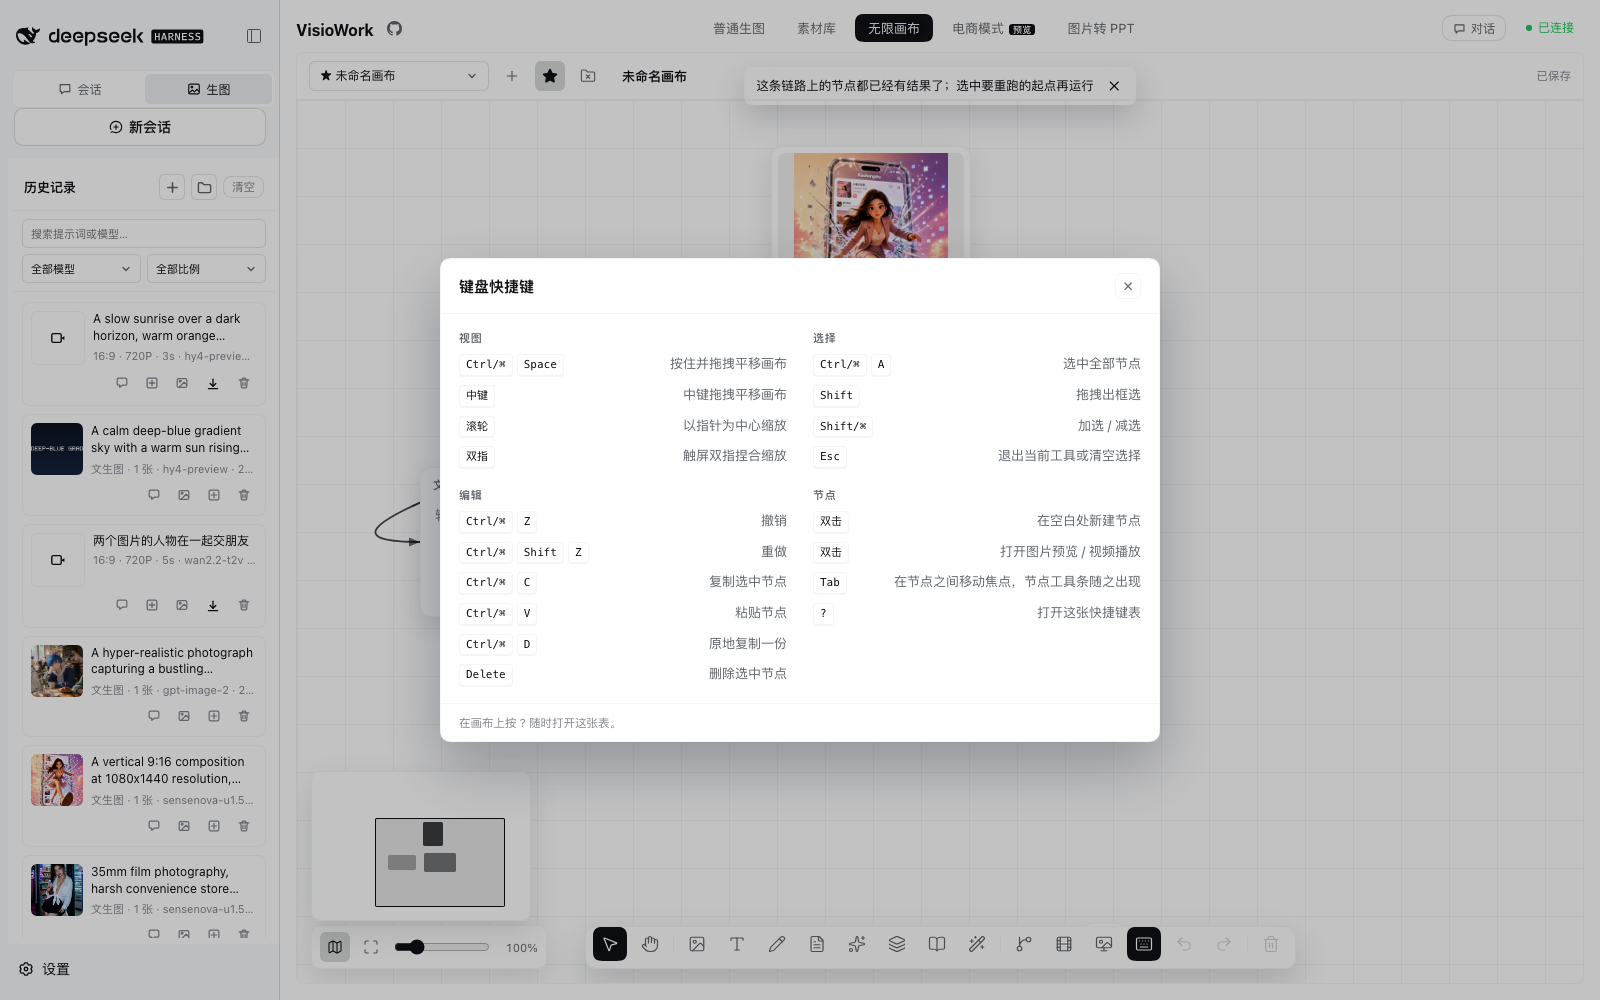 deepseek HARNESS
会话
生图
新会话
历史记录
清空
搜索提示词或模型...
全部模型
全部比例
A slow sunrise over a dark
horizon, warm orange...
16:9 · 720P · 3s · hy4-previe...
A calm deep-blue gradient
sky with a warm sun rising...
文生图 · 1 张 · hy4-preview · 2...
两个图片的人物在一起交朋友
16:9 · 720P · 5s · wan2.2-t2v ...
A hyper-realistic photograph
capturing a bustling...
文生图 · 1 张 · gpt-image-2 · 2...
A vertical 9:16 composition
at 1080x1440 resolution,...
文生图 · 1 张 · sensenova-u1.5...
35mm film photography,
harsh convenience store...
文生图 · 1 张 · sensenova-u1.5...
设置
VisioWork
普通生图
素材库
无限画布
电商模式 预览
图片转 PPT
对话
已连接
未命名画布
未命名画布
这条链路上的节点都已经有结果了；选中要重跑的起点再运行
已保存
键盘快捷键
视图
Ctrl/⌘ Space 按住并拖拽平移画布
中键 中键拖拽平移画布
滚轮 以指针为中心缩放
双指 触屏双指捏合缩放
选择
Ctrl/⌘ A 选中全部节点
Shift 拖拽出框选
Shift/⌘ 加选 / 减选
Esc 退出当前工具或清空选择
编辑
Ctrl/⌘ Z 撤销
Ctrl/⌘ Shift Z 重做
Ctrl/⌘ C 复制选中节点
Ctrl/⌘ V 粘贴节点
Ctrl/⌘ D 原地复制一份
Delete 删除选中节点
节点
双击 在空白处新建节点
双击 打开图片预览 / 视频播放
Tab 在节点之间移动焦点，节点工具条随之出现
? 打开这张快捷键表
在画布上按 ? 随时打开这张表。
100%